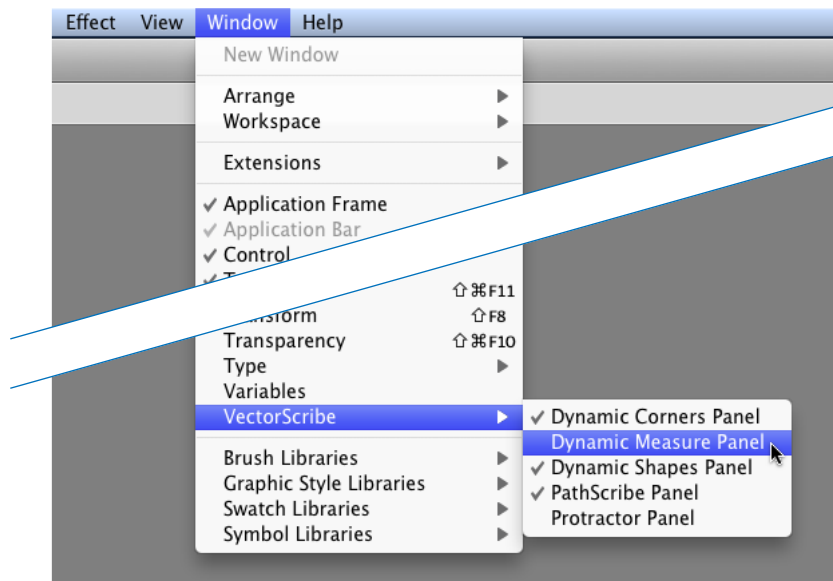 Effect View Window Help
New Window
Arrange
Workspace
Extensions
✓ Application Frame
✓ Application Bar
✓ Control
⇧⌘F11
⇧F8
Transparency ⇧⌘F10
Type
Variables
VectorScribe
✓ Dynamic Corners Panel
Dynamic Measure Panel
✓ Dynamic Shapes Panel
✓ PathScribe Panel
Protractor Panel
Brush Libraries
Graphic Style Libraries
Swatch Libraries
Symbol Libraries